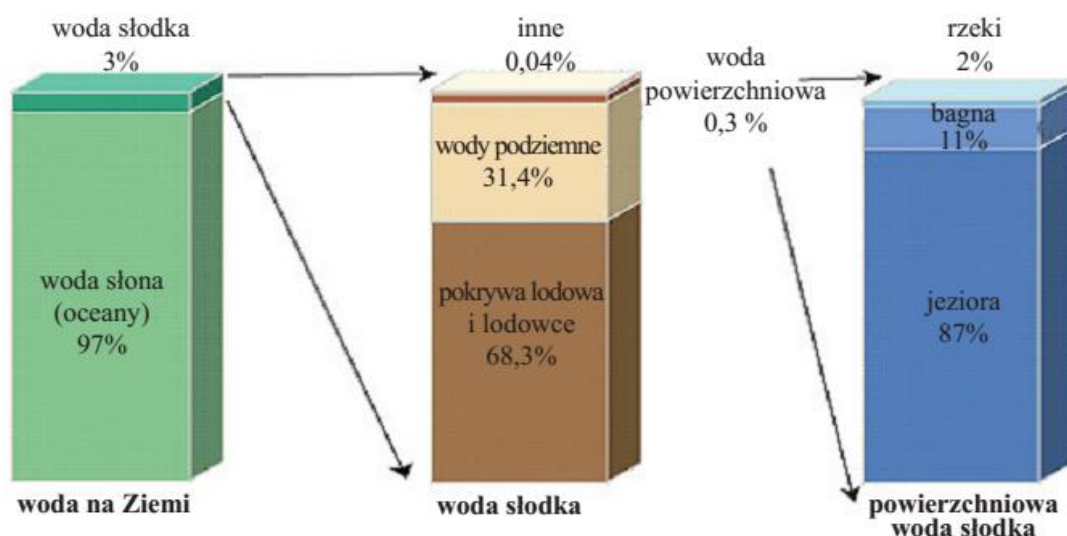 woda słodka
3%
woda słona
(oceany)
97%
woda na Ziemi
inne
0,04%
wody podziemne
31,4%
pokrywa lodowa
i lodowce
68,3%
woda słodka
woda
powierzchniowa
0,3 %
rzeki
2%
bagna
11%
jeziora
87%
powierzchniowa
woda słodka